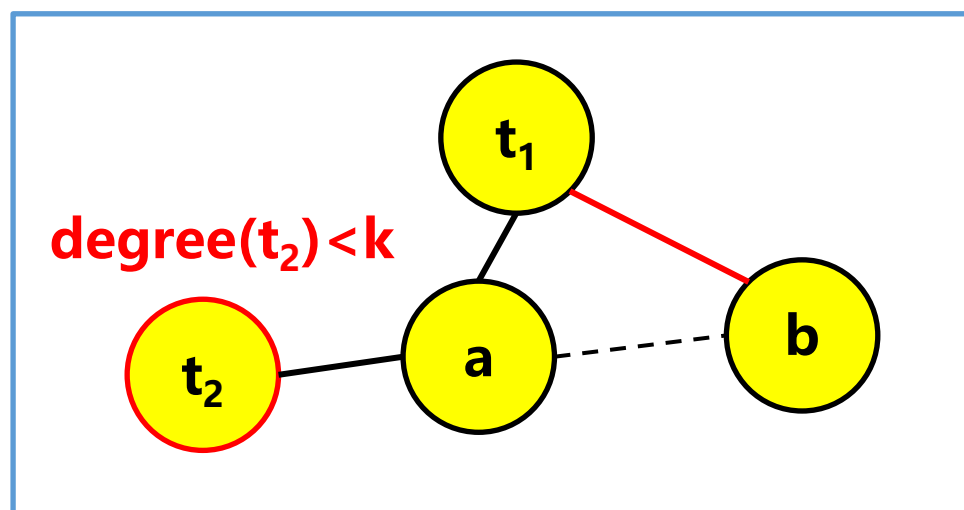 t₁
degree(t₂)<k
t₂
a
b